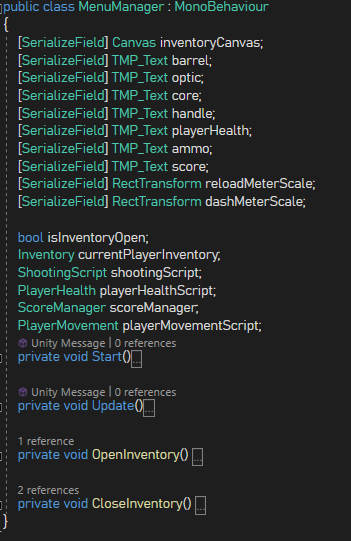 public class MenuManager : MonoBehaviour
{
[SerializeField] Canvas inventoryCanvas;
[SerializeField] TMP_Text barrel;
[SerializeField] TMP_Text optic;
[SerializeField] TMP_Text core;
[SerializeField] TMP_Text handle;
[SerializeField] TMP_Text playerHealth;
[SerializeField] TMP_Text ammo;
[SerializeField] TMP_Text score;
[SerializeField] RectTransform reloadMeterScale;
[SerializeField] RectTransform dashMeterScale;
bool isInventoryOpen;
Inventory currentPlayerInventory;
ShootingScript shootingScript;
PlayerHealth playerHealthScript;
ScoreManager scoreManager;
PlayerMovement playerMovementScript;
Unity Message | 0 references
private void Start()...
Unity Message | 0 references
private void Update()...
1 reference
private void OpenInventory() ...
2 references
private void CloseInventory() ...
}